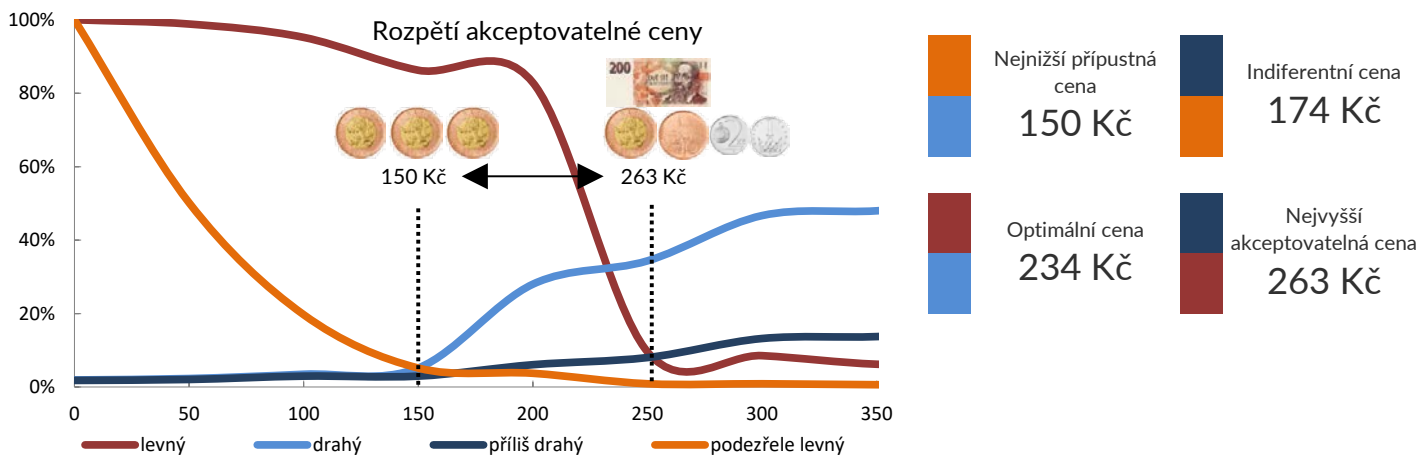 Rozpětí akceptovatelné ceny
100%
80%
60%
40%
20%
0%
200
150 Kč
263 Kč
0
50
100
150
200
250
300
350
levný
drahý
příliš drahý
podezřele levný
Nejnižší přípustná
cena
150 Kč
Indiferentní cena
174 Kč
Optimální cena
234 Kč
Nejvyšší
akceptovatelná cena
263 Kč